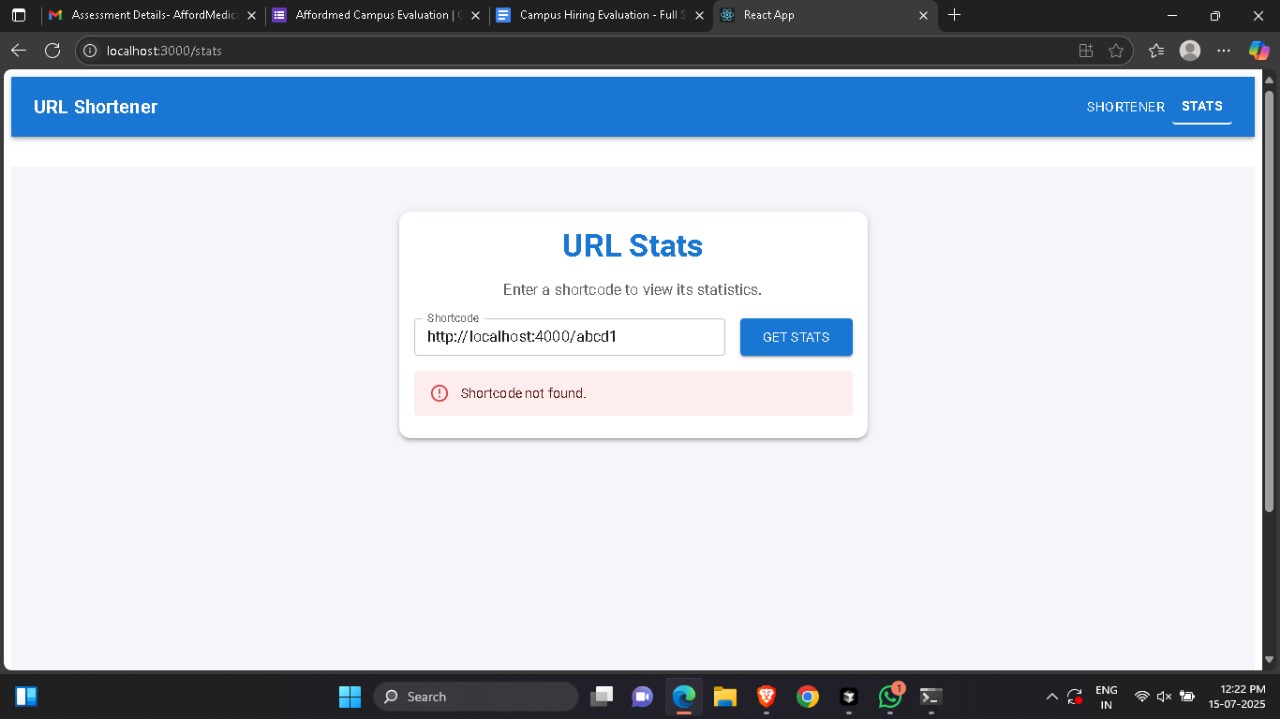 Assessment Details- AffordMedica
Affordmed Campus Evaluation | G
Campus Hiring Evaluation - Full S
React App
localhost:3000/stats
URL Shortener
SHORTENER
STATS
URL Stats
Enter a shortcode to view its statistics.
Shortcode
http://localhost:4000/abcd1
GET STATS
Shortcode not found.
Search
1
ENG
IN
12:22 PM
15-07-2025